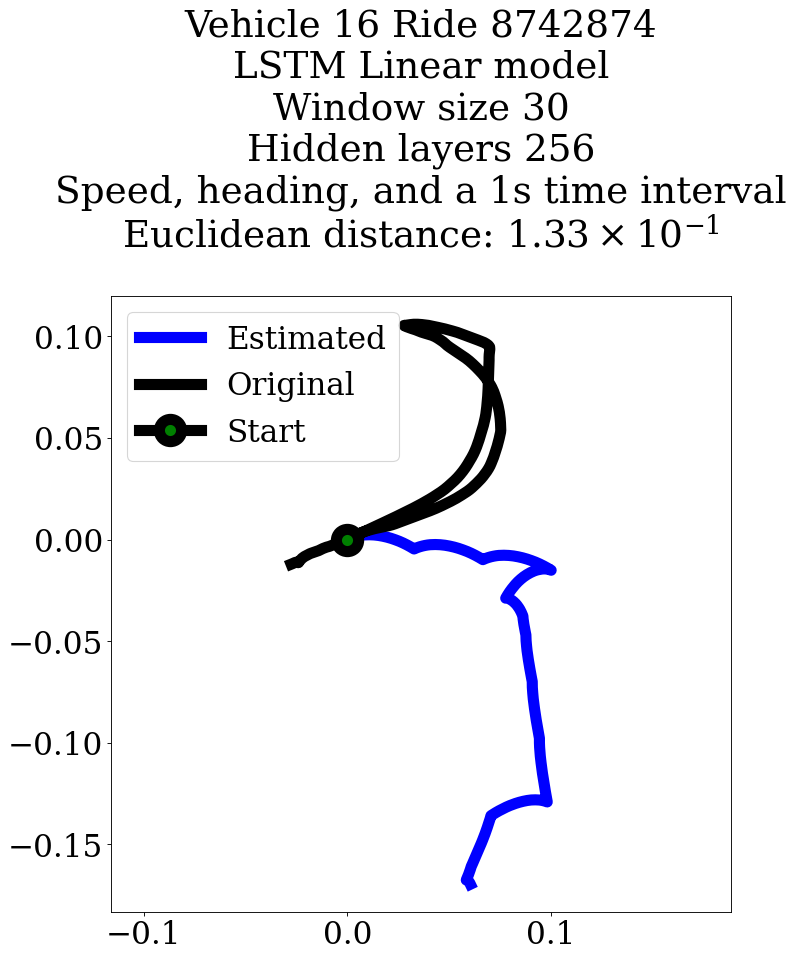 Vehicle 16 Ride 8742874
LSTM Linear model
Window size 30
Hidden layers 256
Speed, heading, and a 1s time interval
Euclidean distance: 1.33 × 10⁻¹
Estimated
Original
Start
0.10
0.05
0.00
−0.05
−0.10
−0.15
−0.1
0.0
0.1